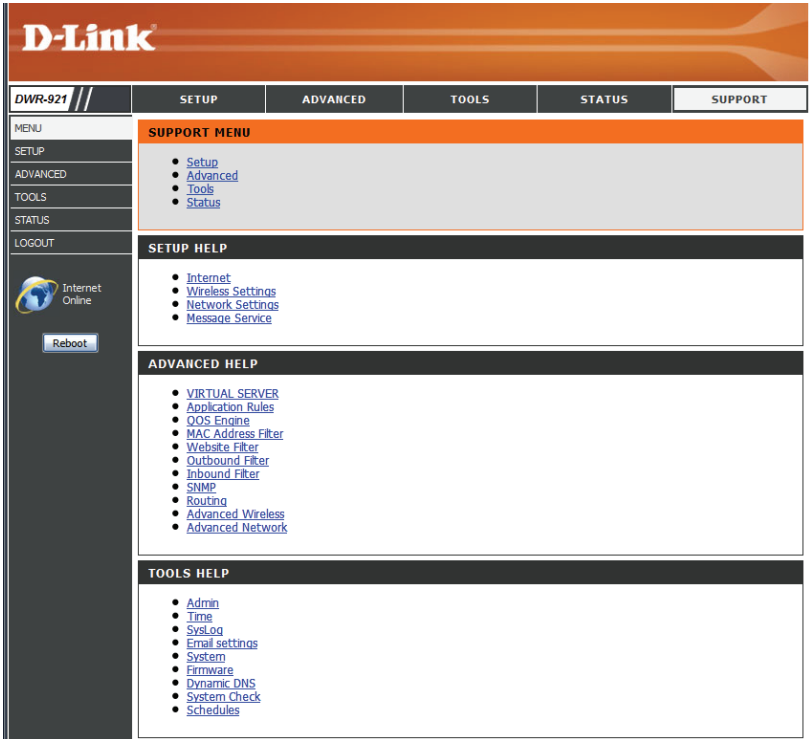 D-Link
DWR-921
SETUP
ADVANCED
TOOLS
STATUS
SUPPORT
MENU
SETUP
ADVANCED
TOOLS
STATUS
LOGOUT
Internet
Online
Reboot
SUPPORT MENU
Setup
Advanced
Tools
Status
SETUP HELP
Internet
Wireless Settings
Network Settings
Message Service
ADVANCED HELP
VIRTUAL SERVER
Application Rules
QOS Engine
MAC Address Filter
Website Filter
Outbound Filter
Inbound Filter
SNMP
Routing
Advanced Wireless
Advanced Network
TOOLS HELP
Admin
Time
SysLog
Email settings
System
Firmware
Dynamic DNS
System Check
Schedules